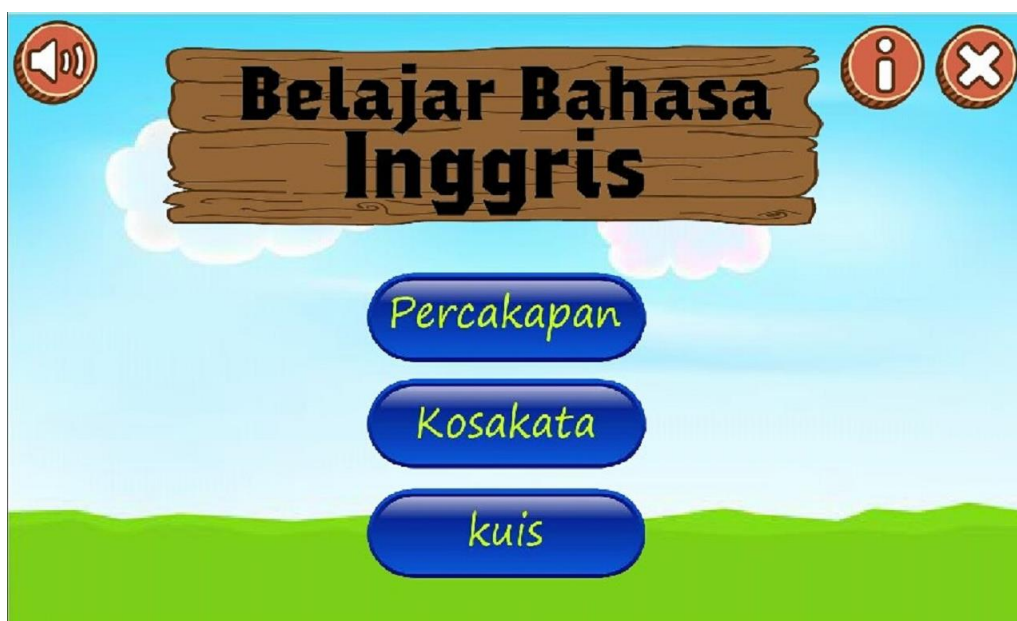 Belajar Bahasa
Inggris
Percakapan
Kosakata
kuis